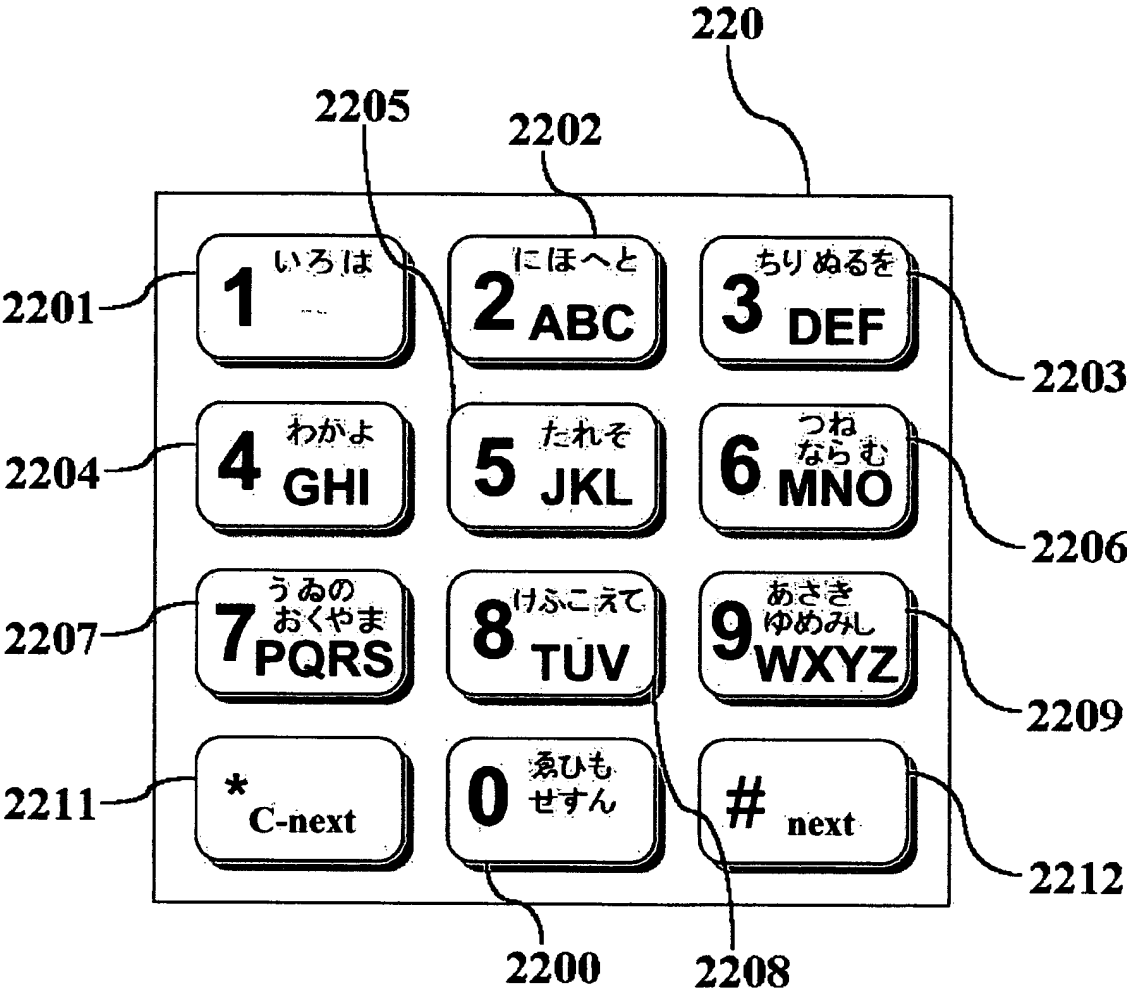 220
2205
2202
いろは
1
にほへと
2
ABC
ちりぬるを
3
DEF
2201
2203
わかよ
4
GHI
たれそ
5
JKL
つね
ならむ
6
MNO
2204
2206
うゐの
おくやま
7
PQRS
けふこえて
8
TUV
あさき
ゆめみし
9
WXYZ
2207
2209
*
C-next
ゑひも
せすん
0
#
next
2211
2212
2200
2208